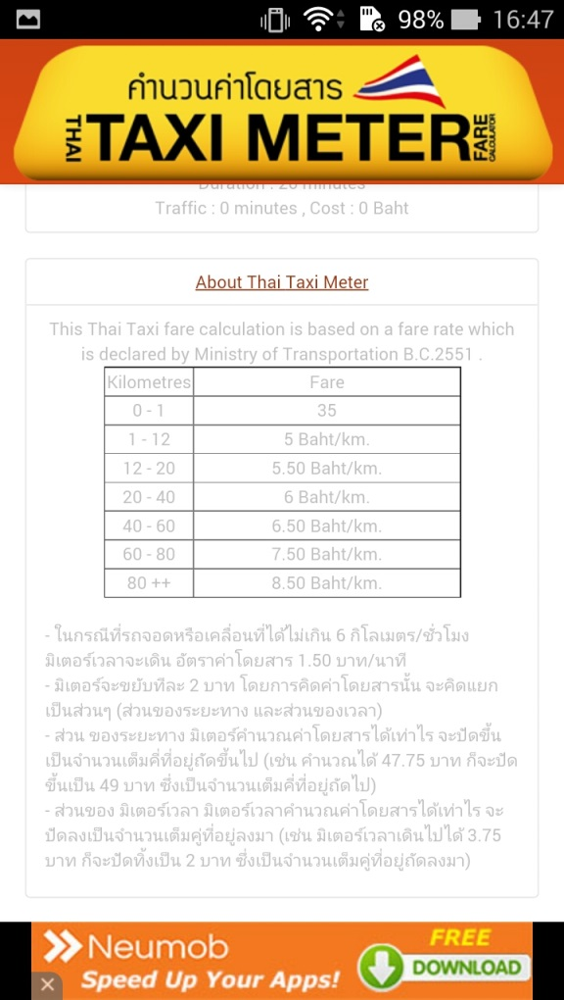 98% 16:47
คำนวนค่าโดยสาร
THAI TAXI METER FARE CALCULATOR
Duration : 20 minutes
Traffic : 0 minutes , Cost : 0 Baht
About Thai Taxi Meter
This Thai Taxi fare calculation is based on a fare rate which
is declared by Ministry of Transportation B.C.2551 .
Kilometres Fare
0 - 1 35
1 - 12 5 Baht/km.
12 - 20 5.50 Baht/km.
20 - 40 6 Baht/km.
40 - 60 6.50 Baht/km.
60 - 80 7.50 Baht/km.
80 ++ 8.50 Baht/km.
- ในกรณีที่รถจอดหรือเคลื่อนที่ได้ไม่เกิน 6 กิโลเมตร/ชั่วโมง
มิเตอร์เวลาจะเดิน อัตราค่าโดยสาร 1.50 บาท/นาที
- มิเตอร์จะขยับทีละ 2 บาท โดยการคิดค่าโดยสารนั้น จะคิดแยก
เป็นส่วนๆ (ส่วนของระยะทาง และส่วนของเวลา)
- ส่วน ของระยะทาง มิเตอร์คำนวณค่าโดยสารได้เท่าไร จะปัดขึ้น
เป็นจำนวนเต็มคี่ที่อยู่ถัดขึ้นไป (เช่น คำนวณได้ 47.75 บาท ก็จะปัด
ขึ้นเป็น 49 บาท ซึ่งเป็นจำนวนเต็มคี่ที่อยู่ถัดไป)
- ส่วนของ มิเตอร์เวลา มิเตอร์เวลาคำนวณค่าโดยสารได้เท่าไร จะ
ปัดลงเป็นจำนวนเต็มคู่ที่อยู่ลงมา (เช่น มิเตอร์เวลาเดินไปได้ 3.75
บาท ก็จะปัดทิ้งเป็น 2 บาท ซึ่งเป็นจำนวนเต็มคู่ที่อยู่ถัดลงมา)
Neumob
Speed Up Your Apps!
FREE
DOWNLOAD